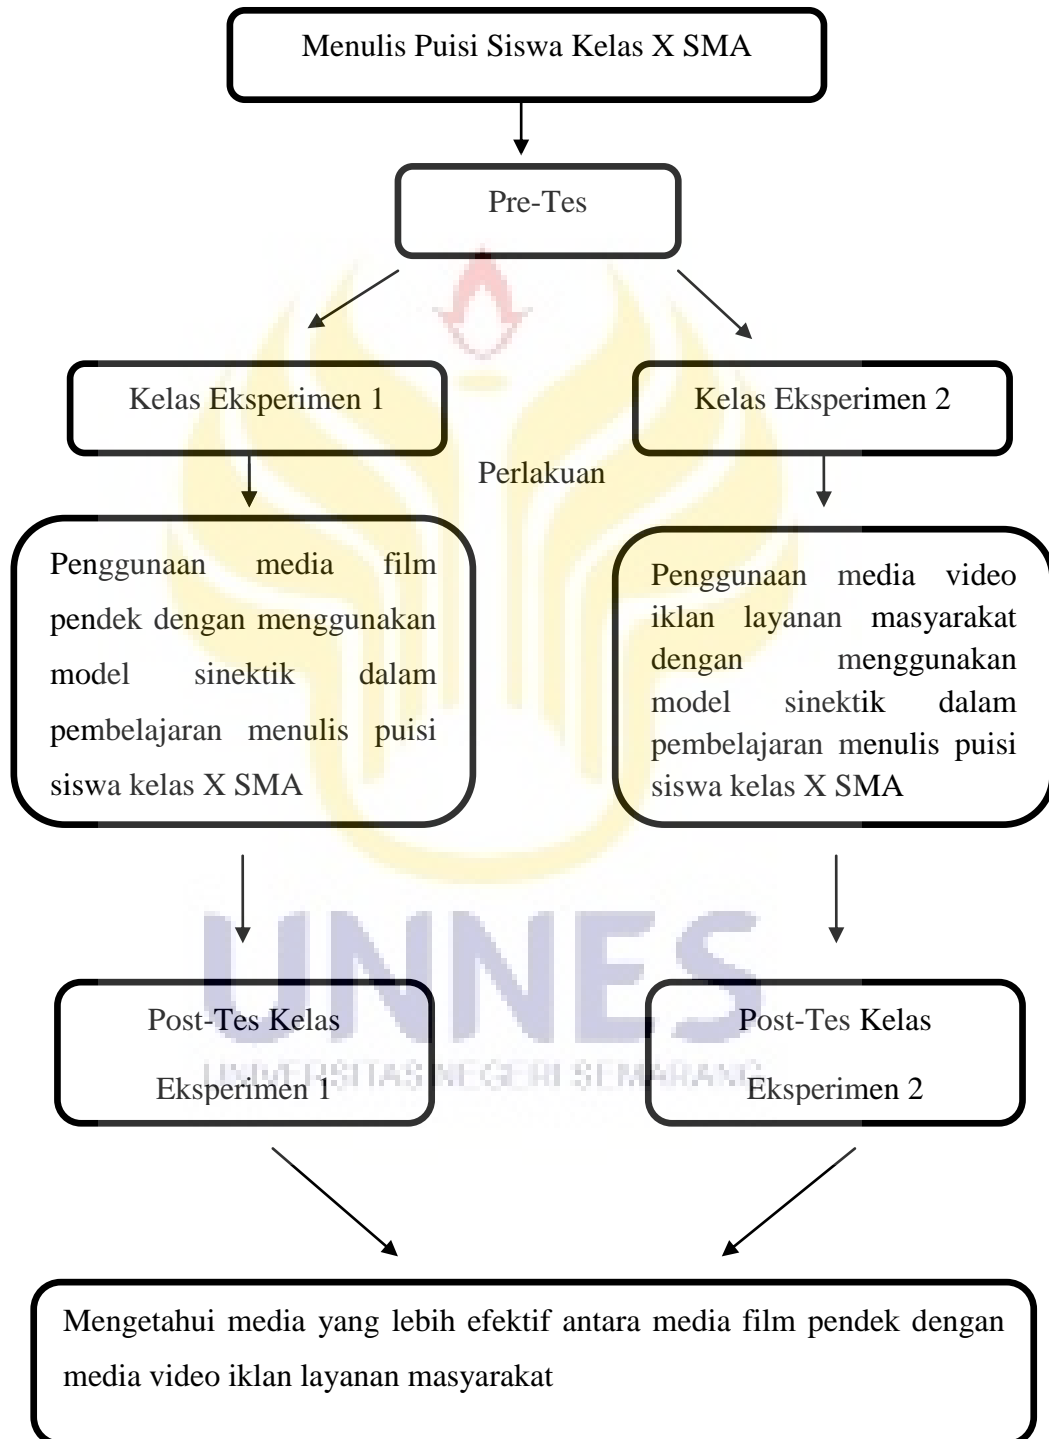 Menulis Puisi Siswa Kelas X SMA
Pre-Tes
Kelas Eksperimen 1
Kelas Eksperimen 2
Perlakuan
Penggunaan media film
pendek dengan menggunakan
model sinektik dalam
pembelajaran menulis puisi
siswa kelas X SMA
Penggunaan media video
iklan layanan masyarakat
dengan menggunakan
model sinektik dalam
pembelajaran menulis puisi
siswa kelas X SMA
UNNES
UNIVERSITAS NEGERI SEMARANG
Post-Tes Kelas
Eksperimen 1
Post-Tes Kelas
Eksperimen 2
Mengetahui media yang lebih efektif antara media film pendek dengan
media video iklan layanan masyarakat